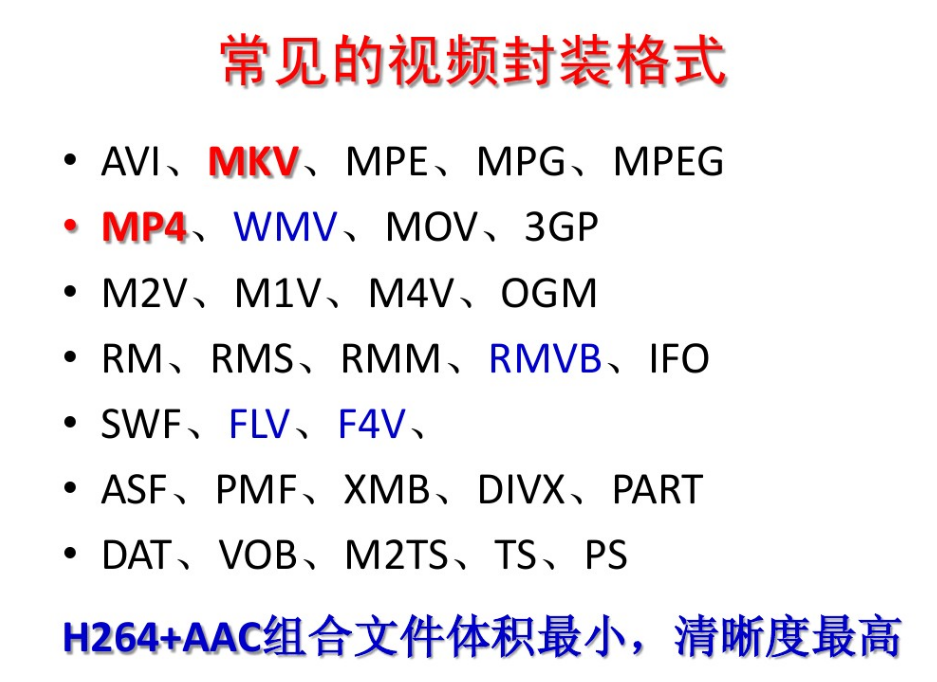 常见的视频封装格式
• AVI、MKV、MPE、MPG、MPEG
• MP4、WMV、MOV、3GP
• M2V、M1V、M4V、OGM
• RM、RMS、RMM、RMVB、IFO
• SWF、FLV、F4V、
• ASF、PMF、XMB、DIVX、PART
• DAT、VOB、M2TS、TS、PS
H264+AAC组合文件体积最小，清晰度最高